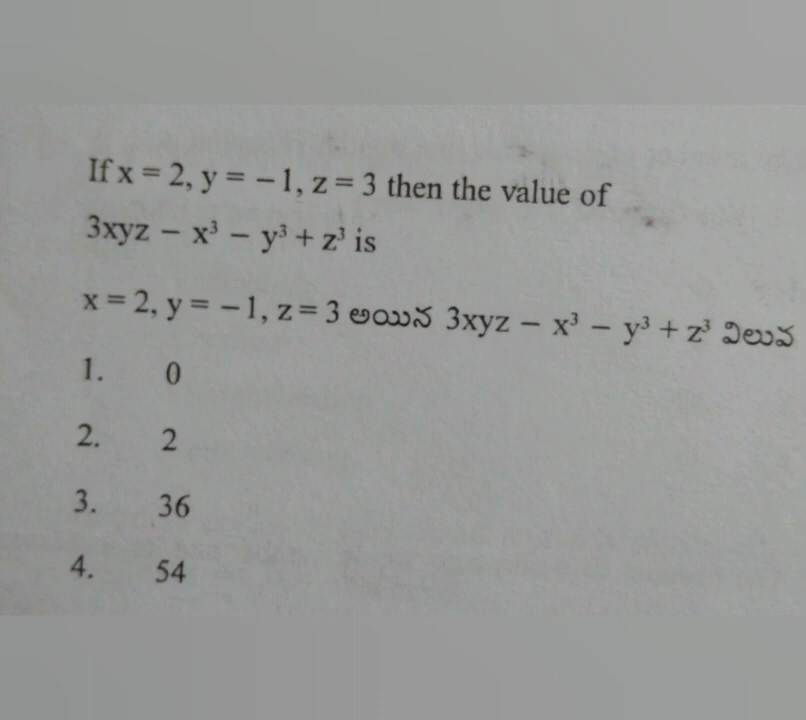 If x = 2, y = – 1, z = 3 then the value of
3xyz – x³ – y³ + z³ is
x = 2, y = – 1, z = 3 అయిన 3xyz – x³ – y³ + z³ విలువ
1. 0
2. 2
3. 36
4. 54